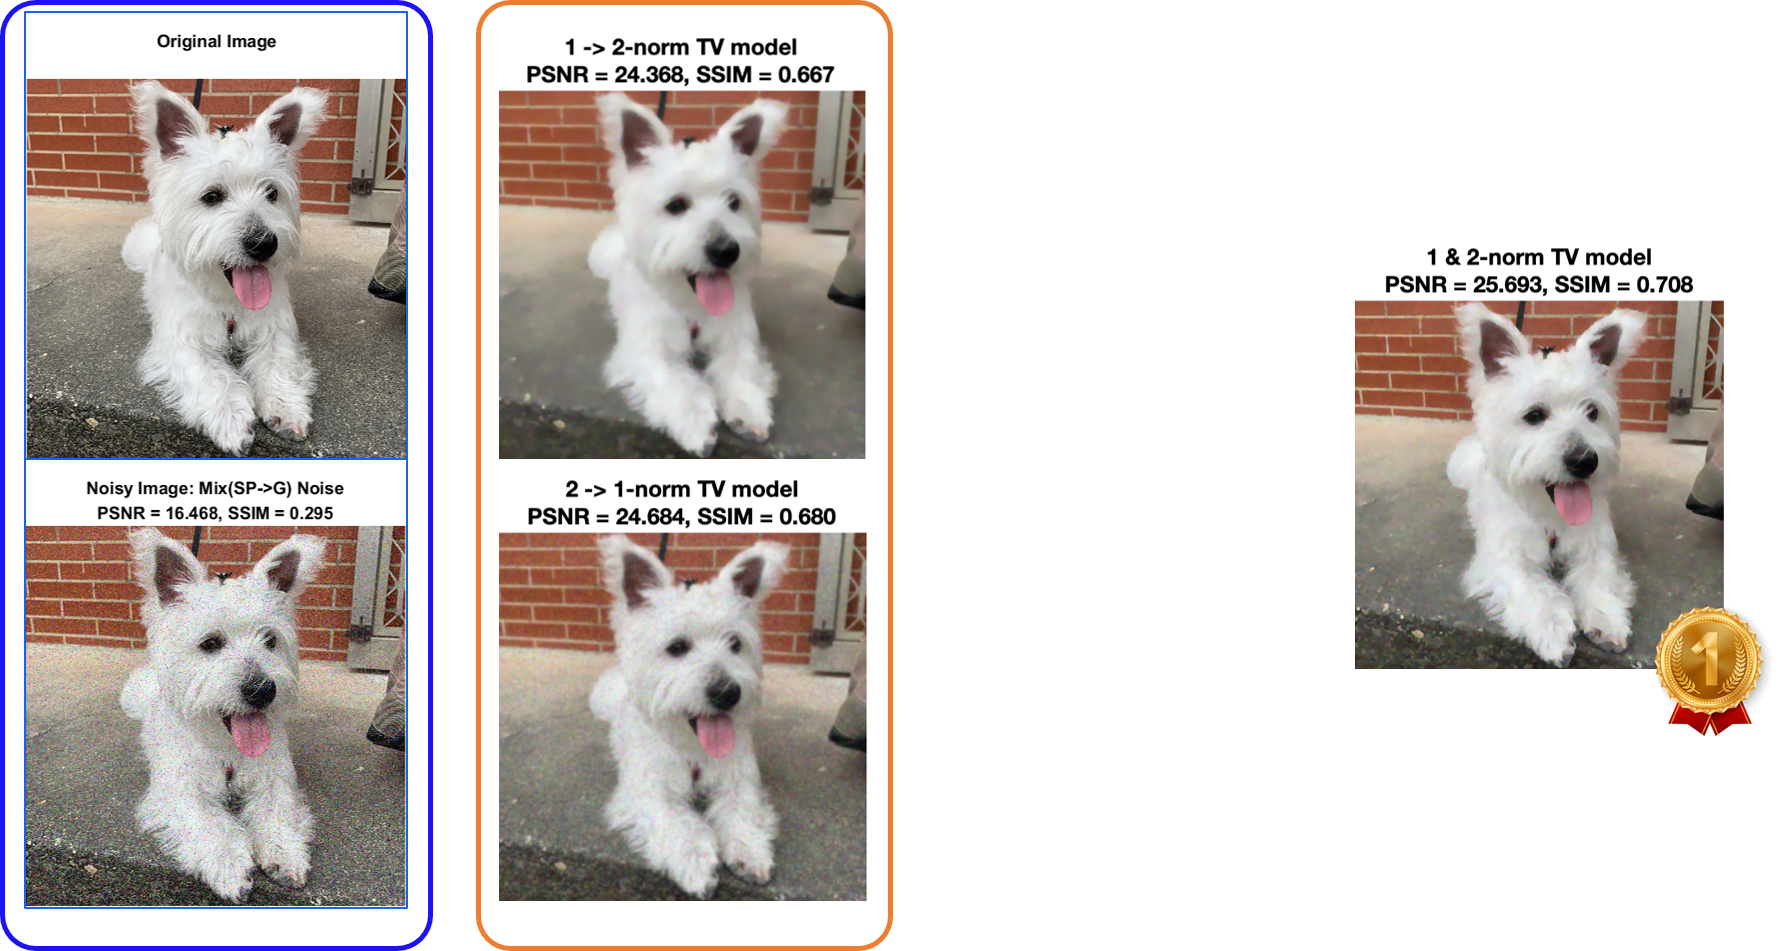 Original Image
Noisy Image: Mix(SP->G) Noise
PSNR = 16.468, SSIM = 0.295
1 -> 2-norm TV model
PSNR = 24.368, SSIM = 0.667
2 -> 1-norm TV model
PSNR = 24.684, SSIM = 0.680
1 & 2-norm TV model
PSNR = 25.693, SSIM = 0.708
1